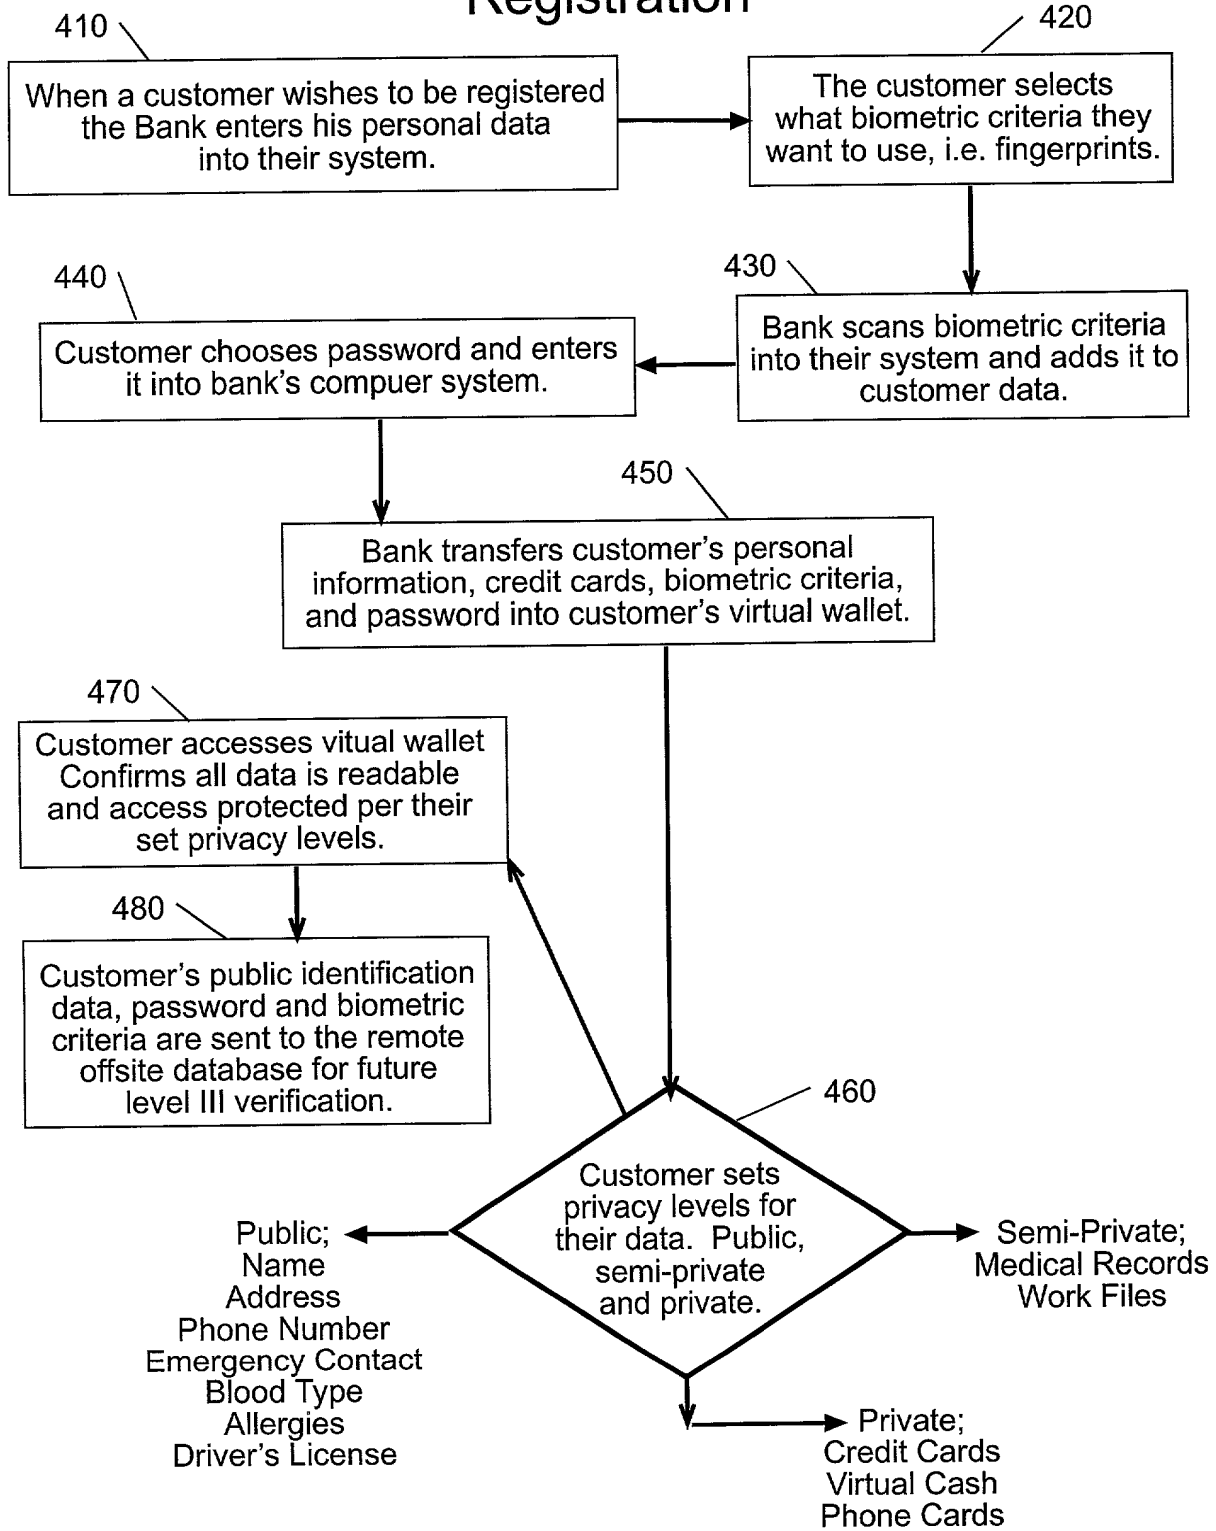 Registration
410
When a customer wishes to be registered
the Bank enters his personal data
into their system.
420
The customer selects
what biometric criteria they
want to use, i.e. fingerprints.
430
Bank scans biometric criteria
into their system and adds it to
customer data.
440
Customer chooses password and enters
it into bank's compuer system.
450
Bank transfers customer's personal
information, credit cards, biometric criteria,
and password into customer's virtual wallet.
470
Customer accesses vitual wallet
Confirms all data is readable
and access protected per their
set privacy levels.
480
Customer's public identification
data, password and biometric
criteria are sent to the remote
offsite database for future
level III verification.
460
Customer sets
privacy levels for
their data. Public,
semi-private
and private.
Public;
Name
Address
Phone Number
Emergency Contact
Blood Type
Allergies
Driver's License
Semi-Private;
Medical Records
Work Files
Private;
Credit Cards
Virtual Cash
Phone Cards